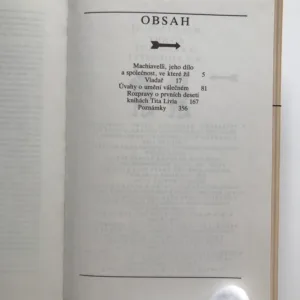 OBSAH
Machiavelli, jeho dílo
a společnost, ve které žil 5
Vladař 17
Úvahy o umění válečném 81
Rozpravy o prvních deseti
knihách Tita Livia 167
Poznámky 356